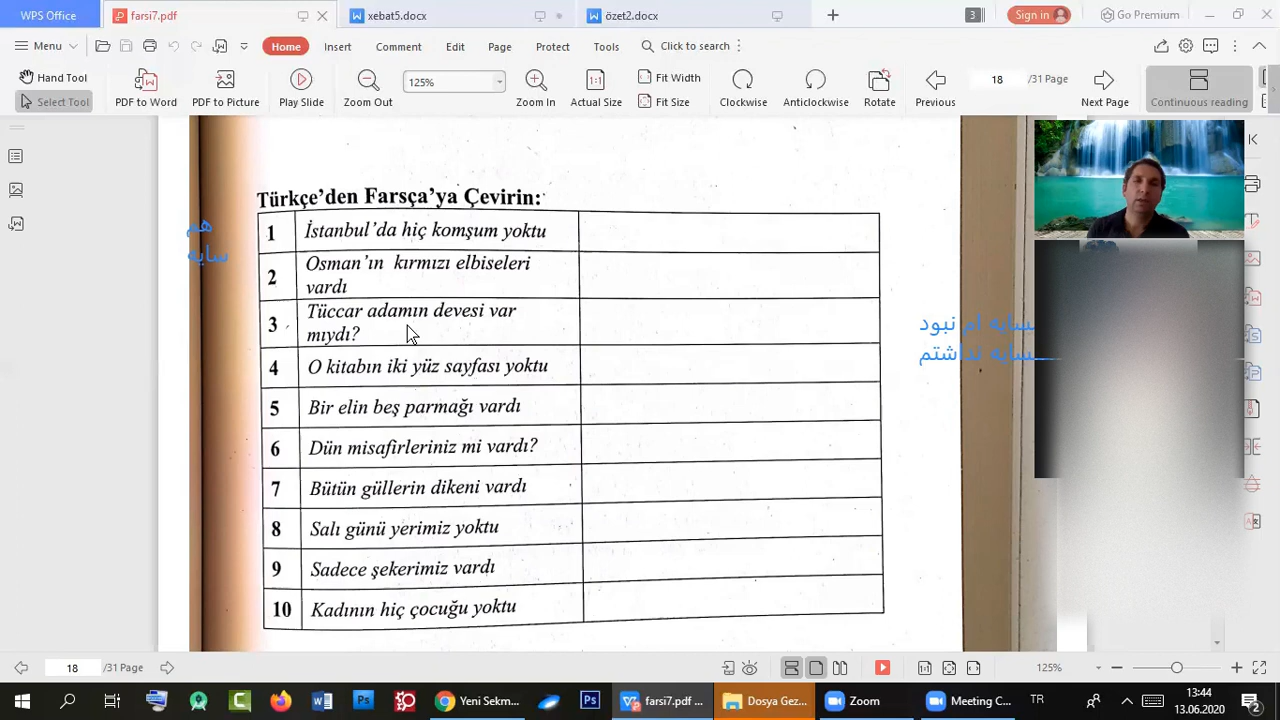 WPS Office
farsi7.pdf
xebat5.docx
özet2.docx
3
Sign in
Go Premium
Menu
Home
Insert
Comment
Edit
Page
Protect
Tools
Click to search
Hand Tool
Select Tool
PDF to Word
PDF to Picture
Play Slide
125%
Zoom Out
Zoom In
1:1
Actual Size
Fit Width
Fit Size
Clockwise
Anticlockwise
Rotate
Previous
18
/31 Page
Next Page
Continuous reading
Türkçe'den Farsça'ya Çevirin:
هم
سایه
1 İstanbul'da hiç komşum yoktu
2 Osman'ın kırmızı elbiseleri
vardı
3 Tüccar adamın devesi var
mıydı?
سایه ام نبود
سایه نداشتم
4 O kitabın iki yüz sayfası yoktu
5 Bir elin beş parmağı vardı
6 Dün misafirleriniz mi vardı?
7 Bütün güllerin dikeni vardı
8 Salı günü yerimiz yoktu
9 Sadece şekerimiz vardı
10 Kadının hiç çocuğu yoktu
18
/31 Page
125%
Yeni Sekm...
farsi7.pdf ...
Dosya Gez...
Zoom
Meeting C...
TR
13:44
13.06.2020
2